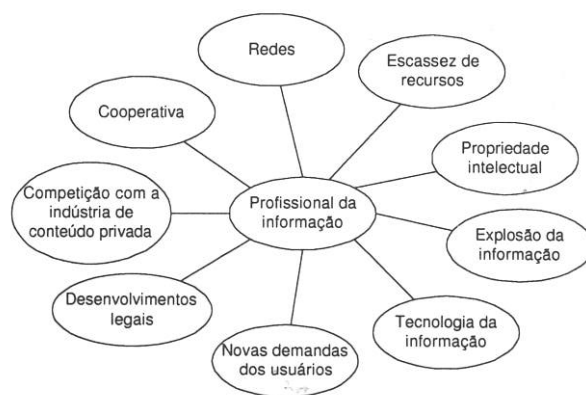 Redes
Escassez de
recursos
Cooperativa
Propriedade
intelectual
Competição com a
indústria de
conteúdo privada
Profissional da
informação
Explosão da
informação
Desenvolvimentos
legais
Tecnologia da
informação
Novas demandas
dos usuários